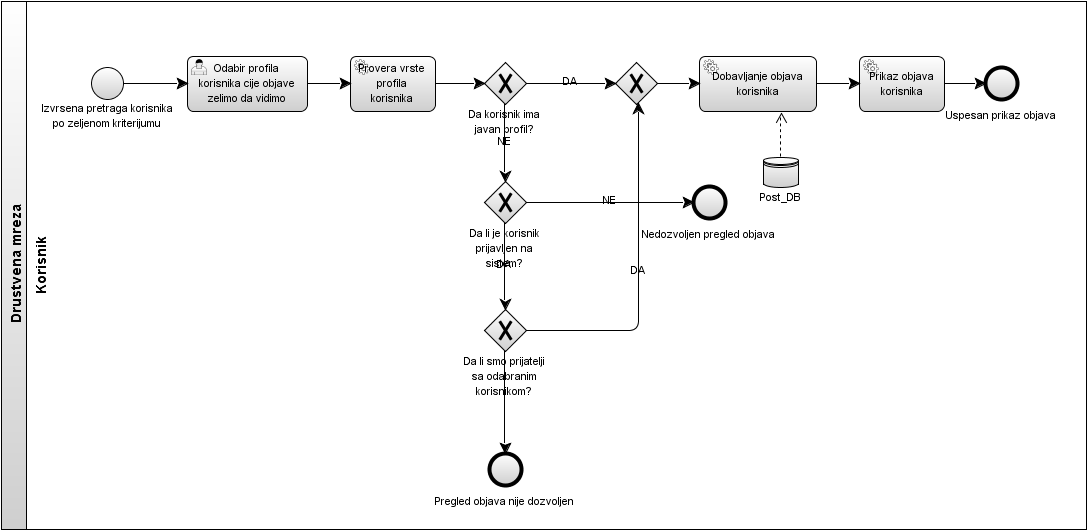 Drustvena mreza
Korisnik
Izvrsena pretraga korisnika
po zeljenom kriterijumu
Odabir profila
korisnika cije objave
zelimo da vidimo
Provera vrste
profila
korisnika
Da korisnik ima
javan profil?
DA
NE
Dobavljanje objava
korisnika
Prikaz objava
korisnika
Uspesan prikaz objava
Post_DB
Da li je korisnik
prijavljen na
sistem?
NE
Nedozvoljen pregled objava
DA
Da li smo prijatelji
sa odabranim
korisnikom?
DA
Pregled objava nije dozvoljen